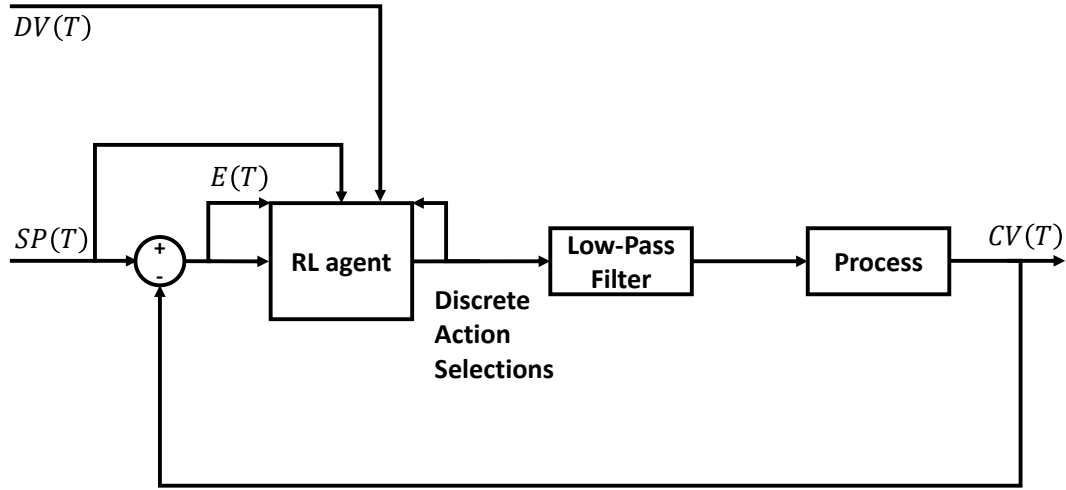 DV(T)
E(T)
SP(T)
+
-
RL agent
Low-Pass
Filter
Process
CV(T)
Discrete
Action
Selections